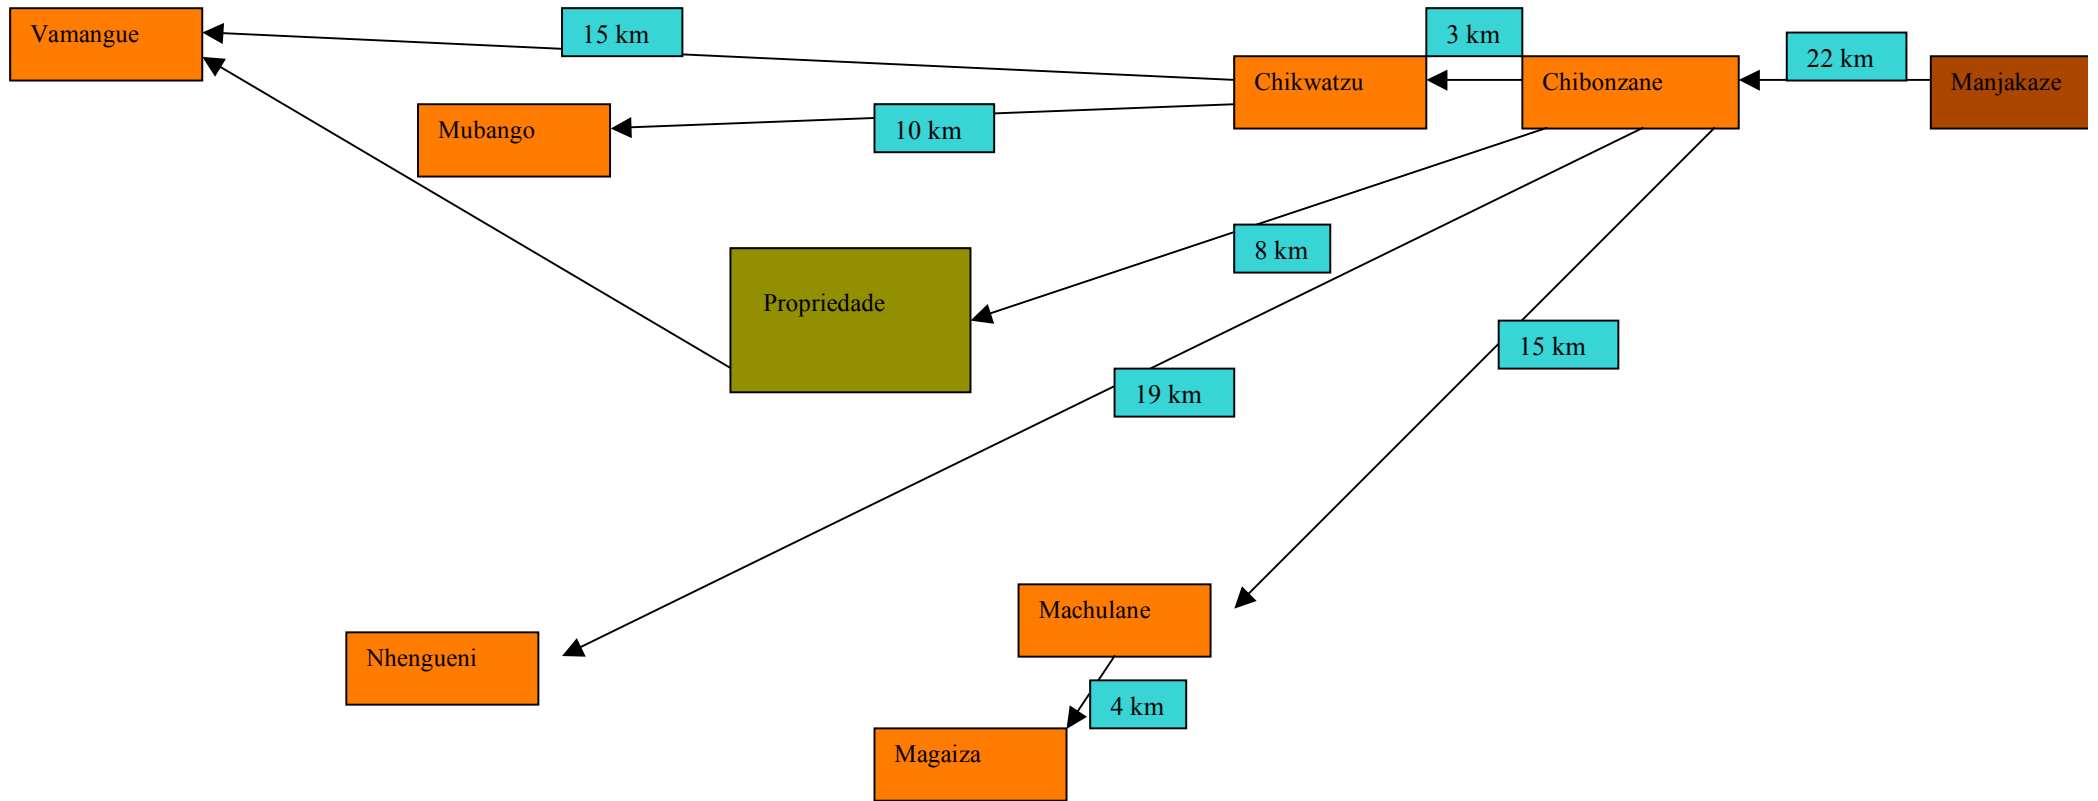 Vamangue
15 km
3 km
22 km
Chikwatzu
Chibonzane
Manjakaze
Mubango
10 km
8 km
Propriedade
15 km
19 km
Machulane
Nhengueni
4 km
Magaiza